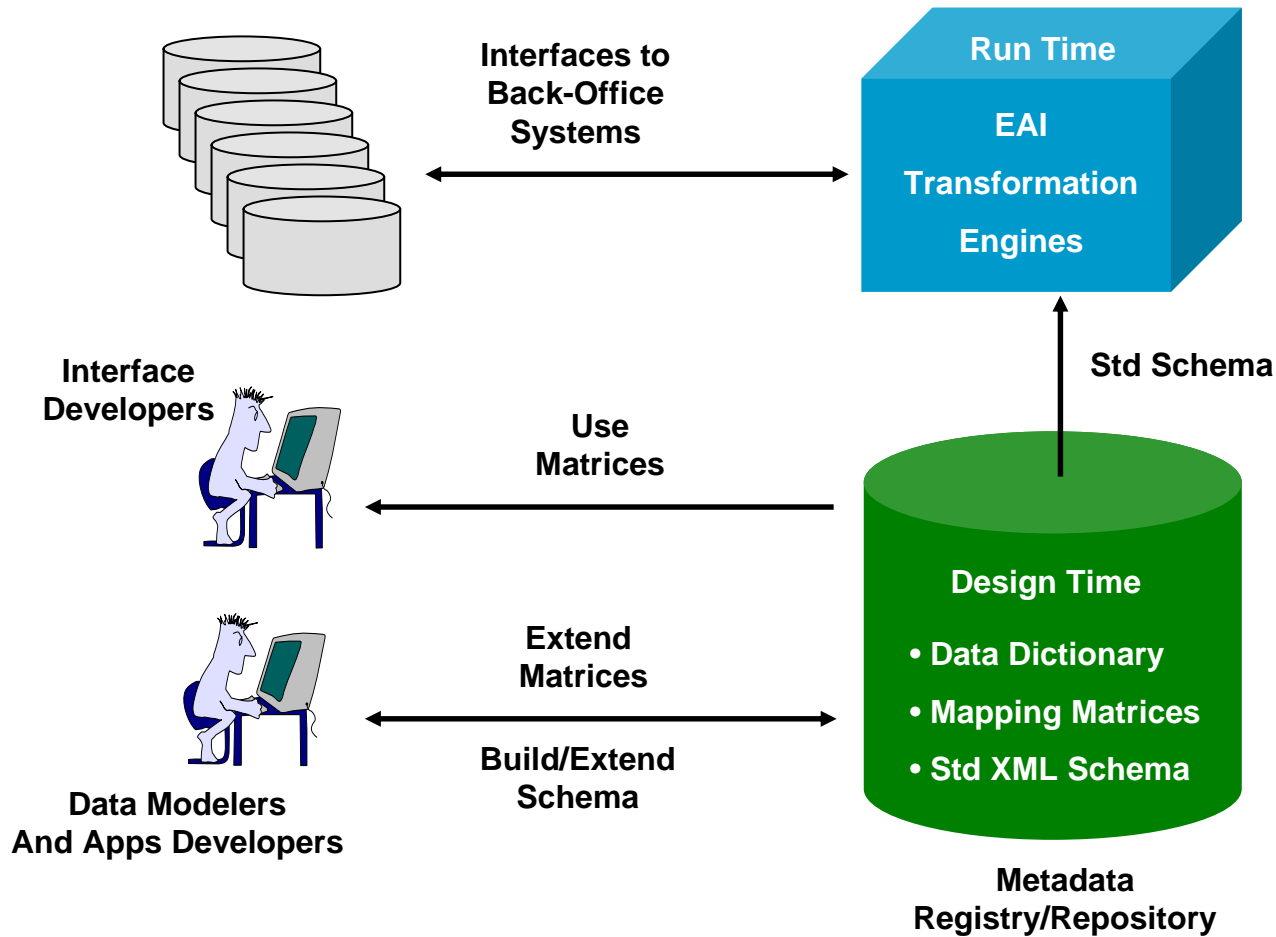 Interfaces to
Back-Office
Systems
Run Time
EAI
Transformation
Engines
Std Schema
Interface
Developers
Use
Matrices
Design Time
• Data Dictionary
• Mapping Matrices
• Std XML Schema
Extend
Matrices
Build/Extend
Schema
Data Modelers
And Apps Developers
Metadata
Registry/Repository